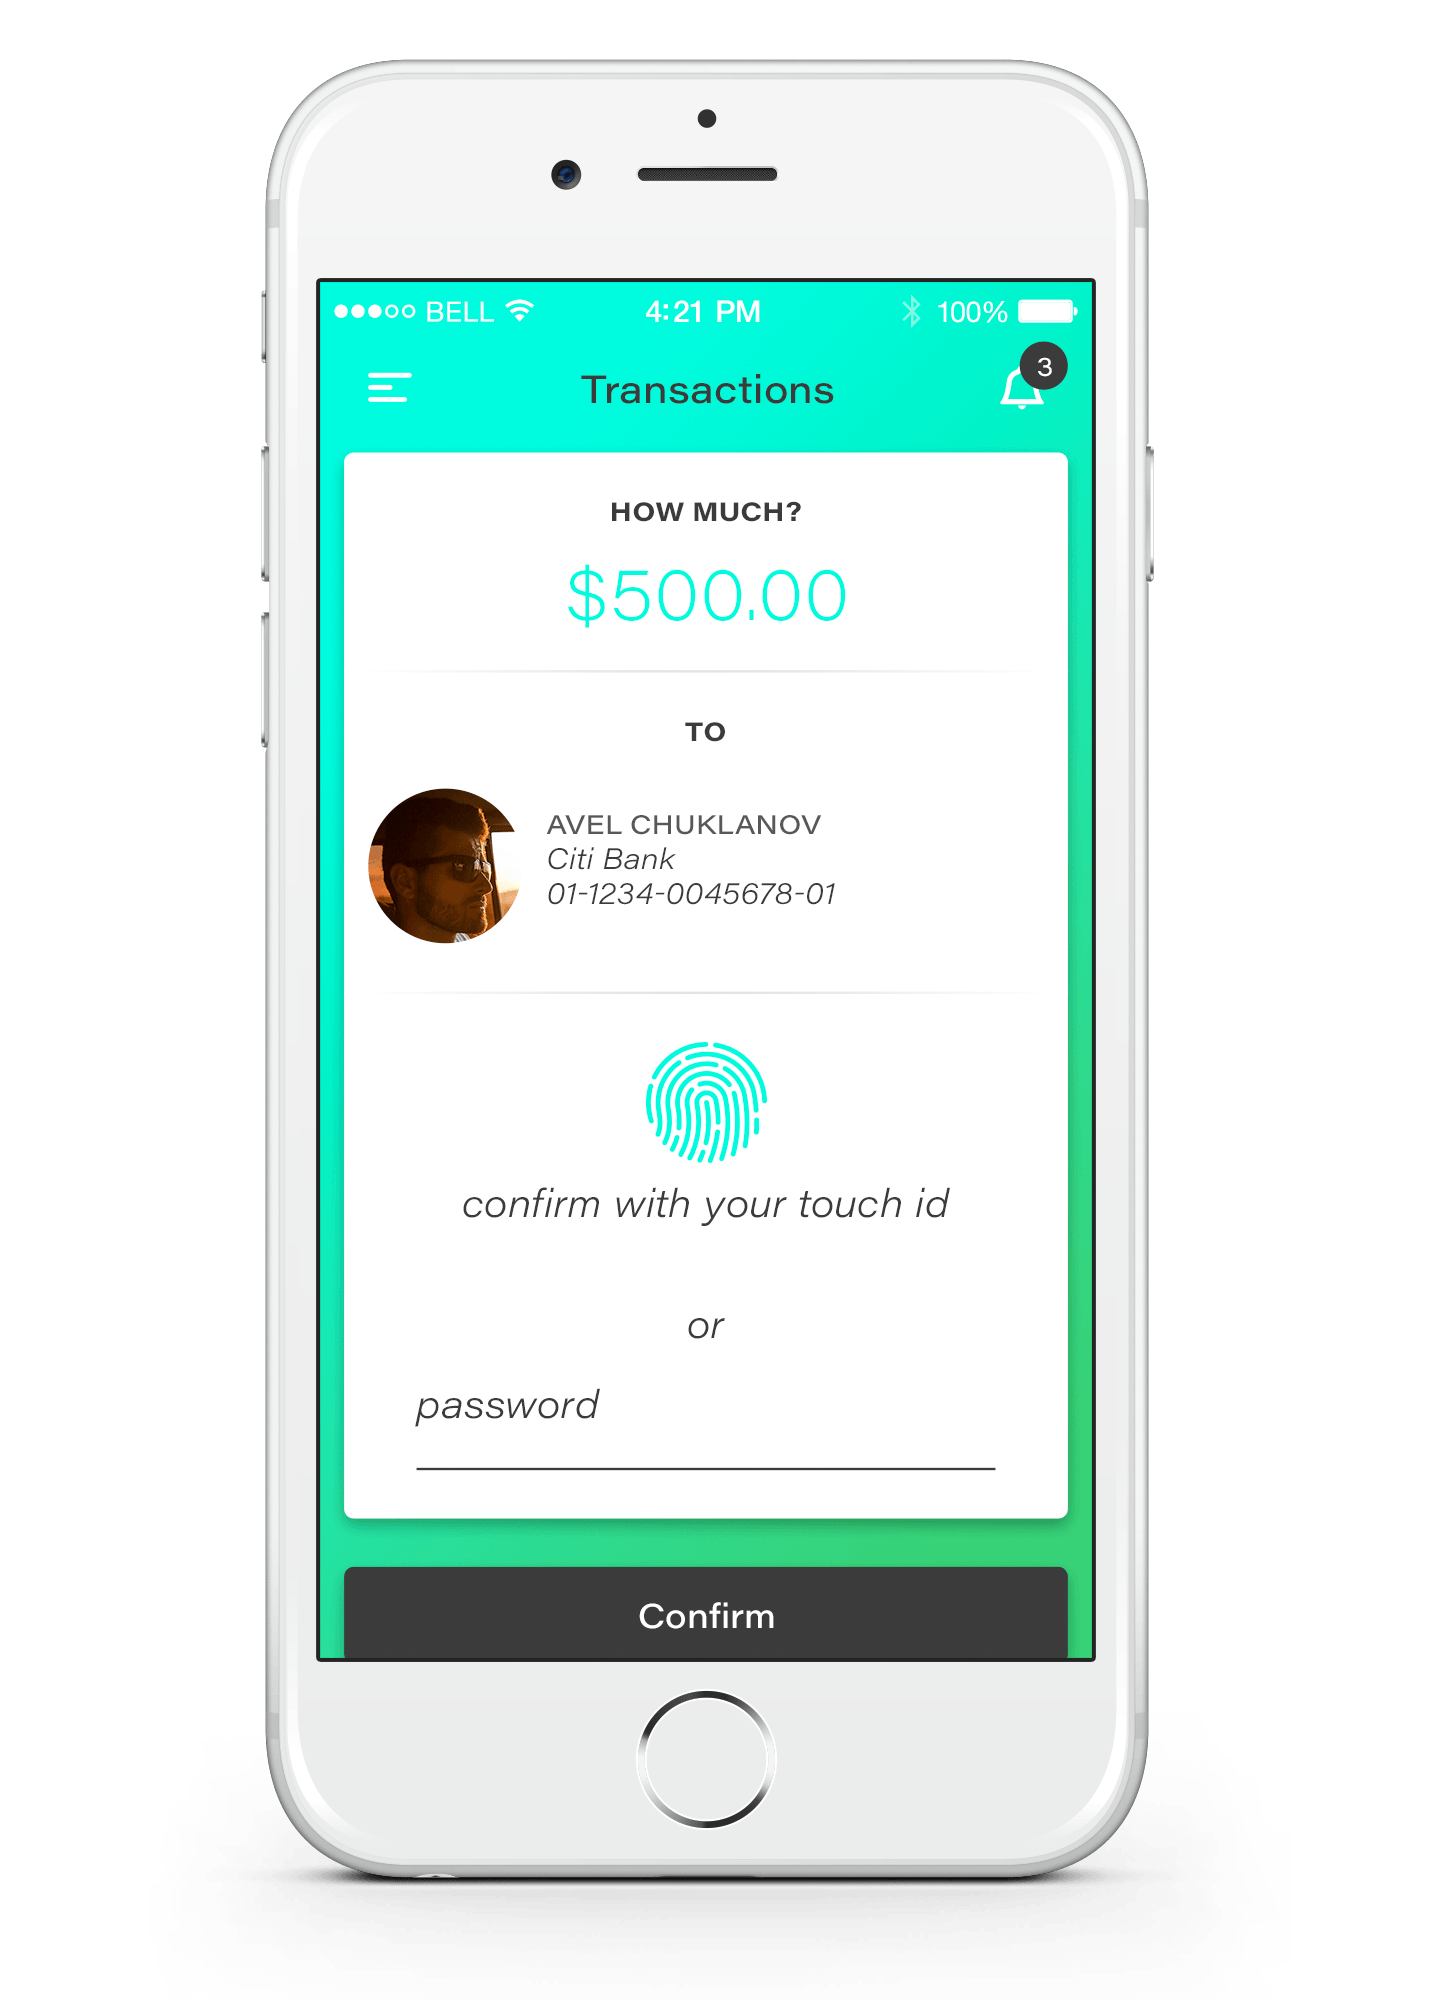 BELL 4:21 PM 100%
Transactions 3
HOW MUCH?
$500.00
TO
AVEL CHUKLANOV
Citi Bank
01-1234-0045678-01
confirm with your touch id
or
password
Confirm